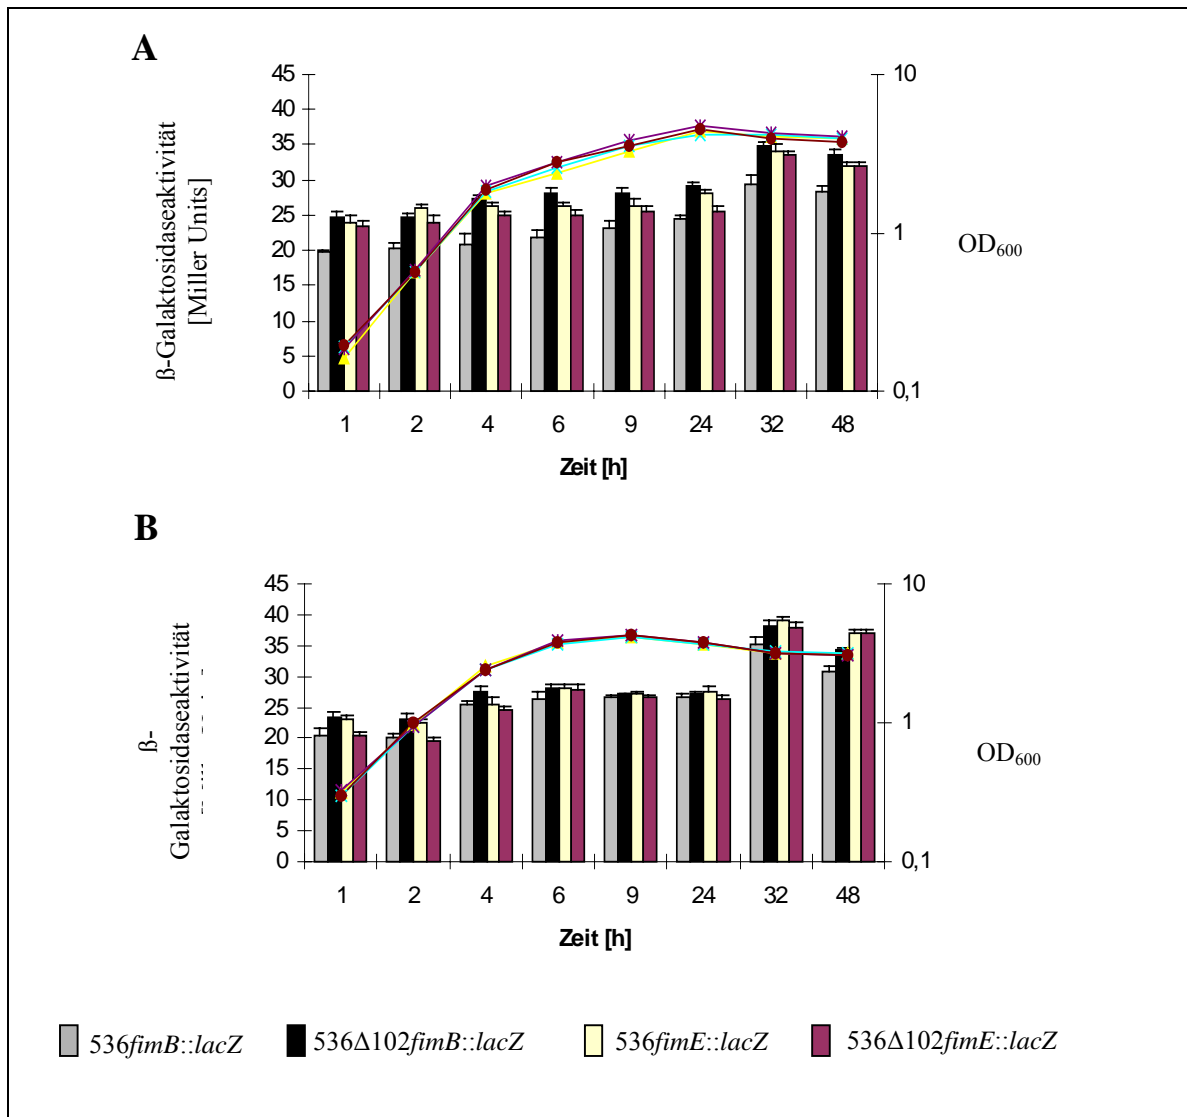 A
45
40
35
30
25
20
15
10
5
0
10
1
0,1
ß-Galaktosidaseaktivität
[Miller Units]
OD600
1 2 4 6 9 24 32 48
Zeit [h]
B
45
40
35
30
25
20
15
10
5
0
10
1
0,1
ß-
Galaktosidaseaktivität
OD600
1 2 4 6 9 24 32 48
Zeit [h]
536fimB::lacZ 536Δ102fimB::lacZ 536fimE::lacZ 536Δ102fimE::lacZ